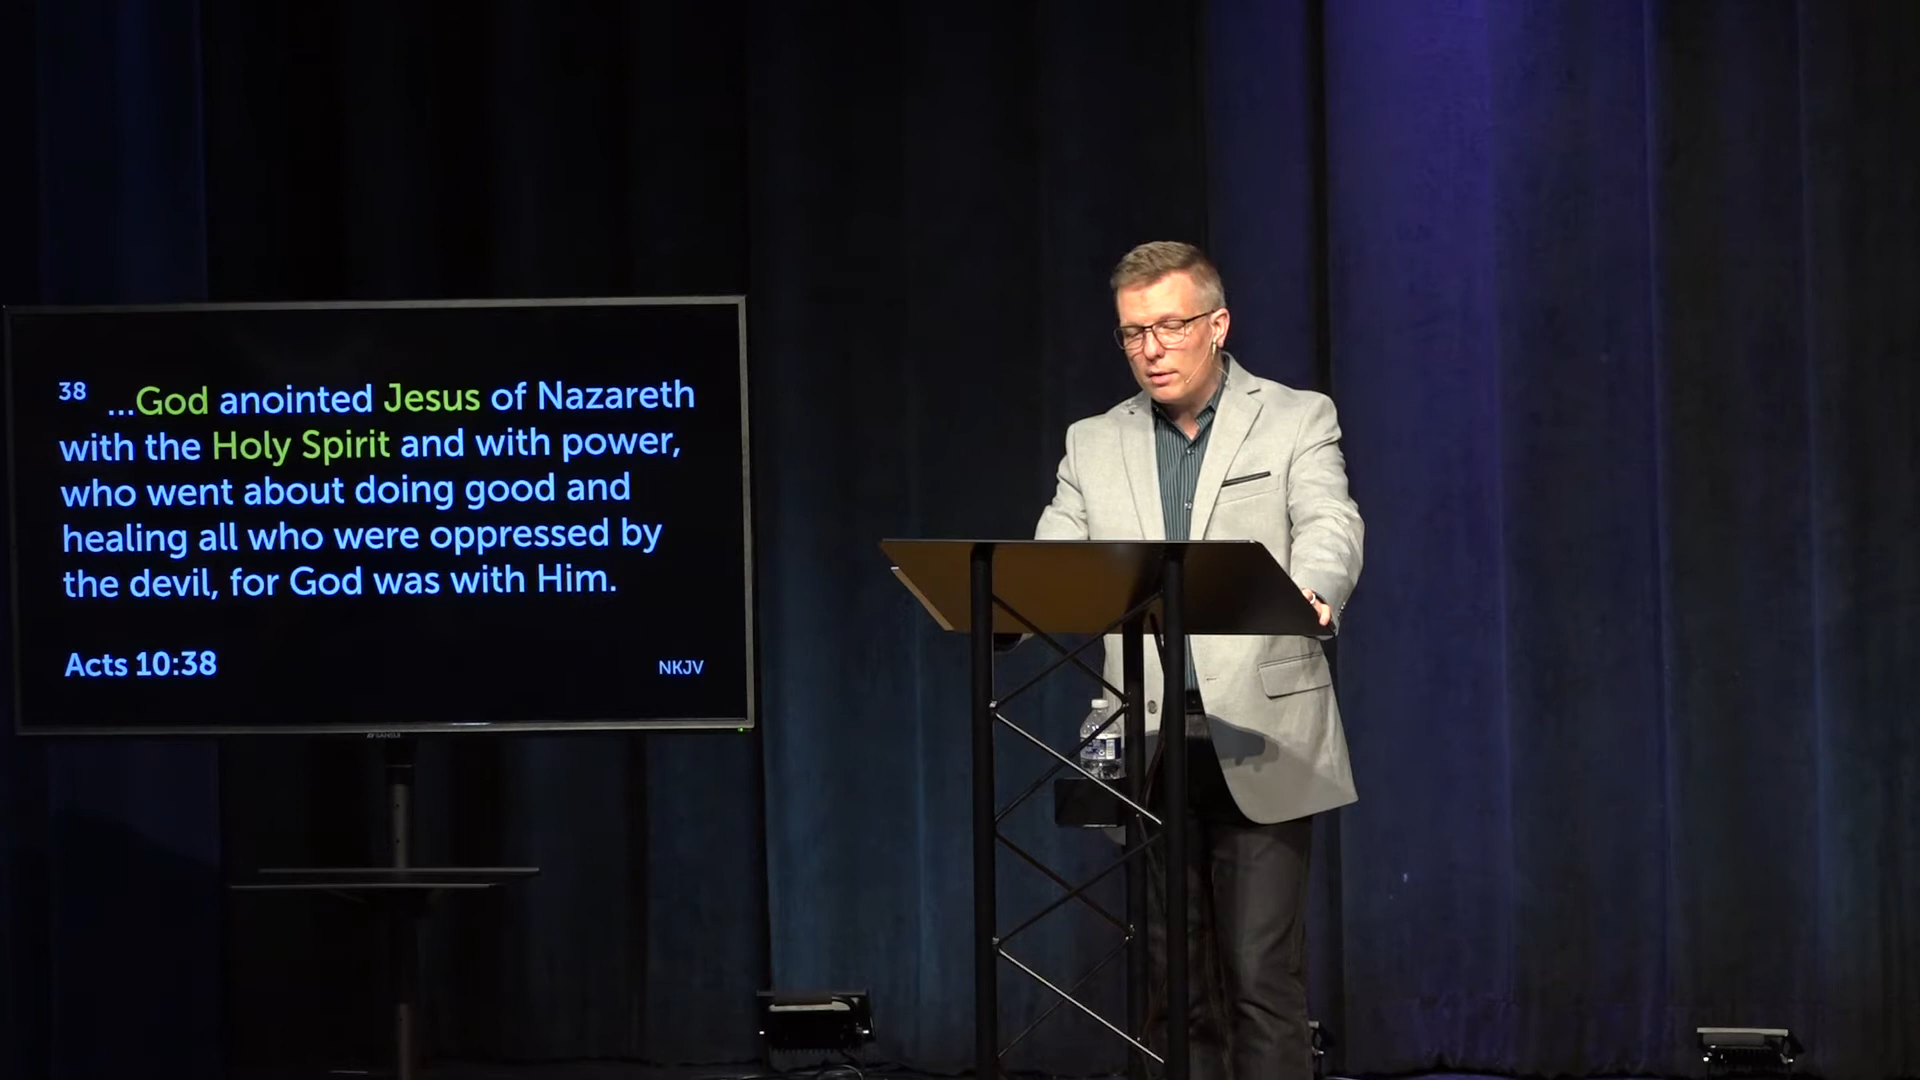 38 ...God anointed Jesus of Nazareth
with the Holy Spirit and with power,
who went about doing good and
healing all who were oppressed by
the devil, for God was with Him.
Acts 10:38
NKJV